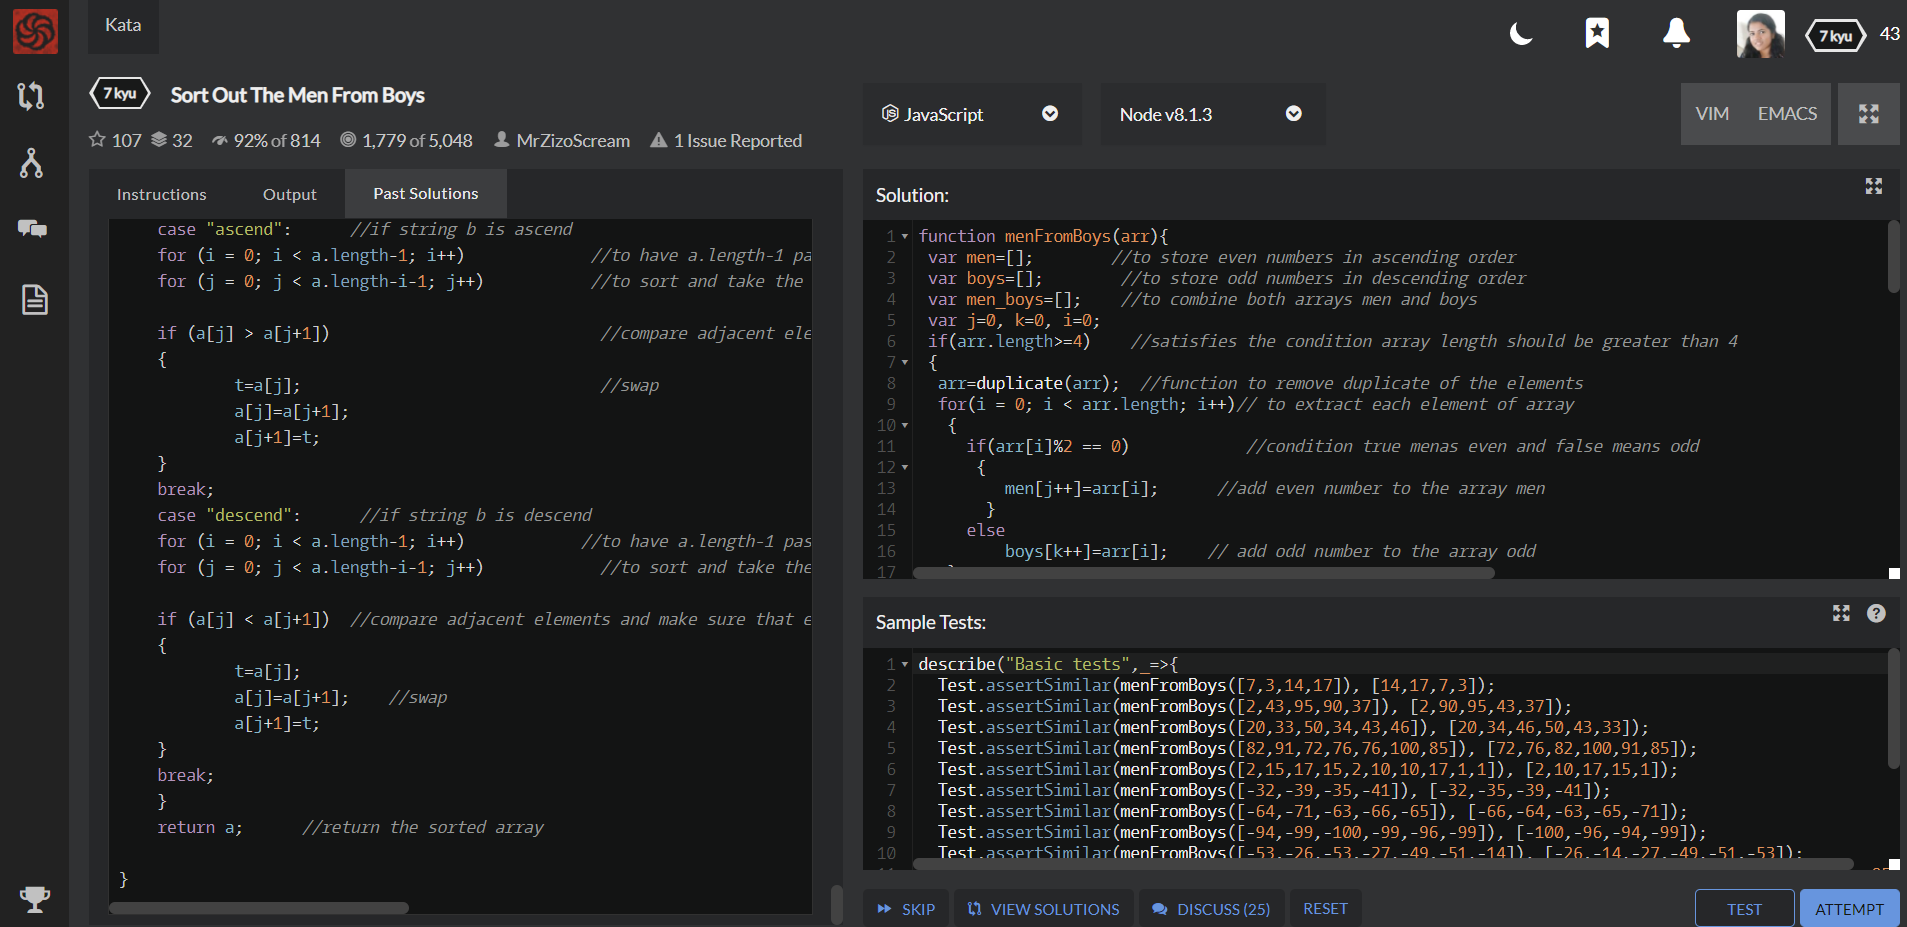 Kata
7 kyu
43
7 kyu Sort Out The Men From Boys
107 32 92% of 814 1,779 of 5,048 MrZizoScream 1 Issue Reported
JavaScript
Node v8.1.3
VIM EMACS
Instructions Output Past Solutions
case "ascend": //if string b is ascend
for (i = 0; i < a.length-1; i++) //to have a.length-1 pa
for (j = 0; j < a.length-i-1; j++) //to sort and take the
if (a[j] > a[j+1]) //compare adjacent ele
{
t=a[j]; //swap
a[j]=a[j+1];
a[j+1]=t;
}
break;
case "descend": //if string b is descend
for (i = 0; i < a.length-1; i++) //to have a.length-1 pas
for (j = 0; j < a.length-i-1; j++) //to sort and take the
if (a[j] < a[j+1]) //compare adjacent elements and make sure that e
{
t=a[j];
a[j]=a[j+1]; //swap
a[j+1]=t;
}
break;
}
return a; //return the sorted array
}
Solution:
1 function menFromBoys(arr){
2 var men=[]; //to store even numbers in ascending order
3 var boys=[]; //to store odd numbers in descending order
4 var men_boys=[]; //to combine both arrays men and boys
5 var j=0, k=0, i=0;
6 if(arr.length>=4) //satisfies the condition array length should be greater than 4
7 {
8 arr=duplicate(arr); //function to remove duplicate of the elements
9 for(i = 0; i < arr.length; i++)// to extract each element of array
10 {
11 if(arr[i]%2 == 0) //condition true menas even and false means odd
12 {
13 men[j++]=arr[i]; //add even number to the array men
14 }
15 else
16 boys[k++]=arr[i]; // add odd number to the array odd
17
Sample Tests:
1 describe("Basic tests",_=>{
2 Test.assertSimilar(menFromBoys([7,3,14,17]), [14,17,7,3]);
3 Test.assertSimilar(menFromBoys([2,43,95,90,37]), [2,90,95,43,37]);
4 Test.assertSimilar(menFromBoys([20,33,50,34,43,46]), [20,34,46,50,43,33]);
5 Test.assertSimilar(menFromBoys([82,91,72,76,76,100,85]), [72,76,82,100,91,85]);
6 Test.assertSimilar(menFromBoys([2,15,17,15,2,10,10,17,1,1]), [2,10,17,15,1]);
7 Test.assertSimilar(menFromBoys([-32,-39,-35,-41]), [-32,-35,-39,-41]);
8 Test.assertSimilar(menFromBoys([-64,-71,-63,-66,-65]), [-66,-64,-63,-65,-71]);
9 Test.assertSimilar(menFromBoys([-94,-99,-100,-99,-96,-99]), [-100,-96,-94,-99]);
10 Test.assertSimilar(menFromBoys([-53,-26,-53,-27,-49,-51,-14]), [-26,-14,-27,-49,-51,-53]);
SKIP VIEW SOLUTIONS DISCUSS (25) RESET TEST ATTEMPT